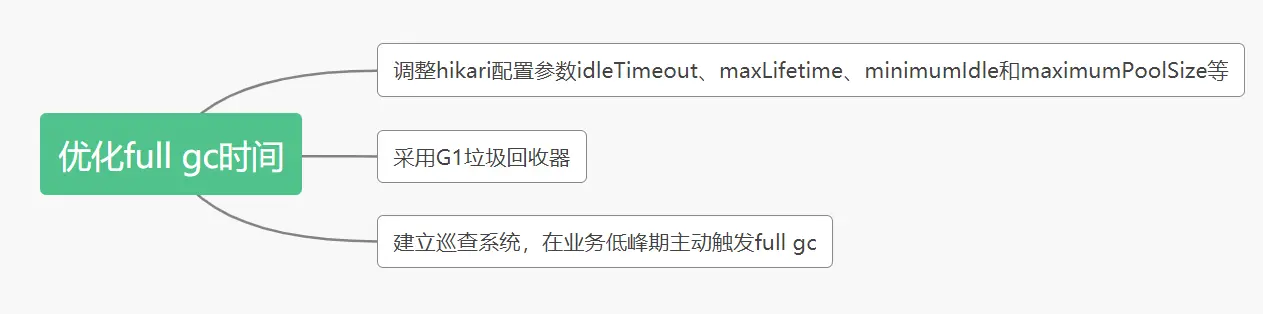 调整hikari配置参数idleTimeout、maxLifetime、minimumIdle和maximumPoolSize等
优化full gc时间
采用G1垃圾回收器
建立巡查系统，在业务低峰期主动触发full gc